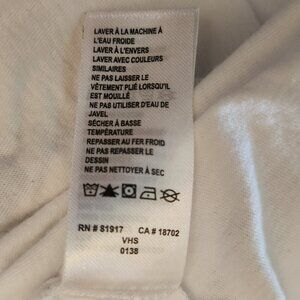 LAVER À LA MACHINE À
L'EAU FROIDE
LAVER À L'ENVERS
LAVER AVEC COULEURS
SIMILAIRES
NE PAS LAISSER LE
VÊTEMENT PLIÉ LORSQU'IL
EST MOUILLÉ
NE PAS UTILISER D'EAU DE
JAVEL
SÉCHER À BASSE
TEMPÉRATURE
REPASSER AU FER FROID
NE PAS REPASSER LE
DESSIN
NE PAS NETTOYER À SEC
RN # 81917 CA # 18702
VHS
0138